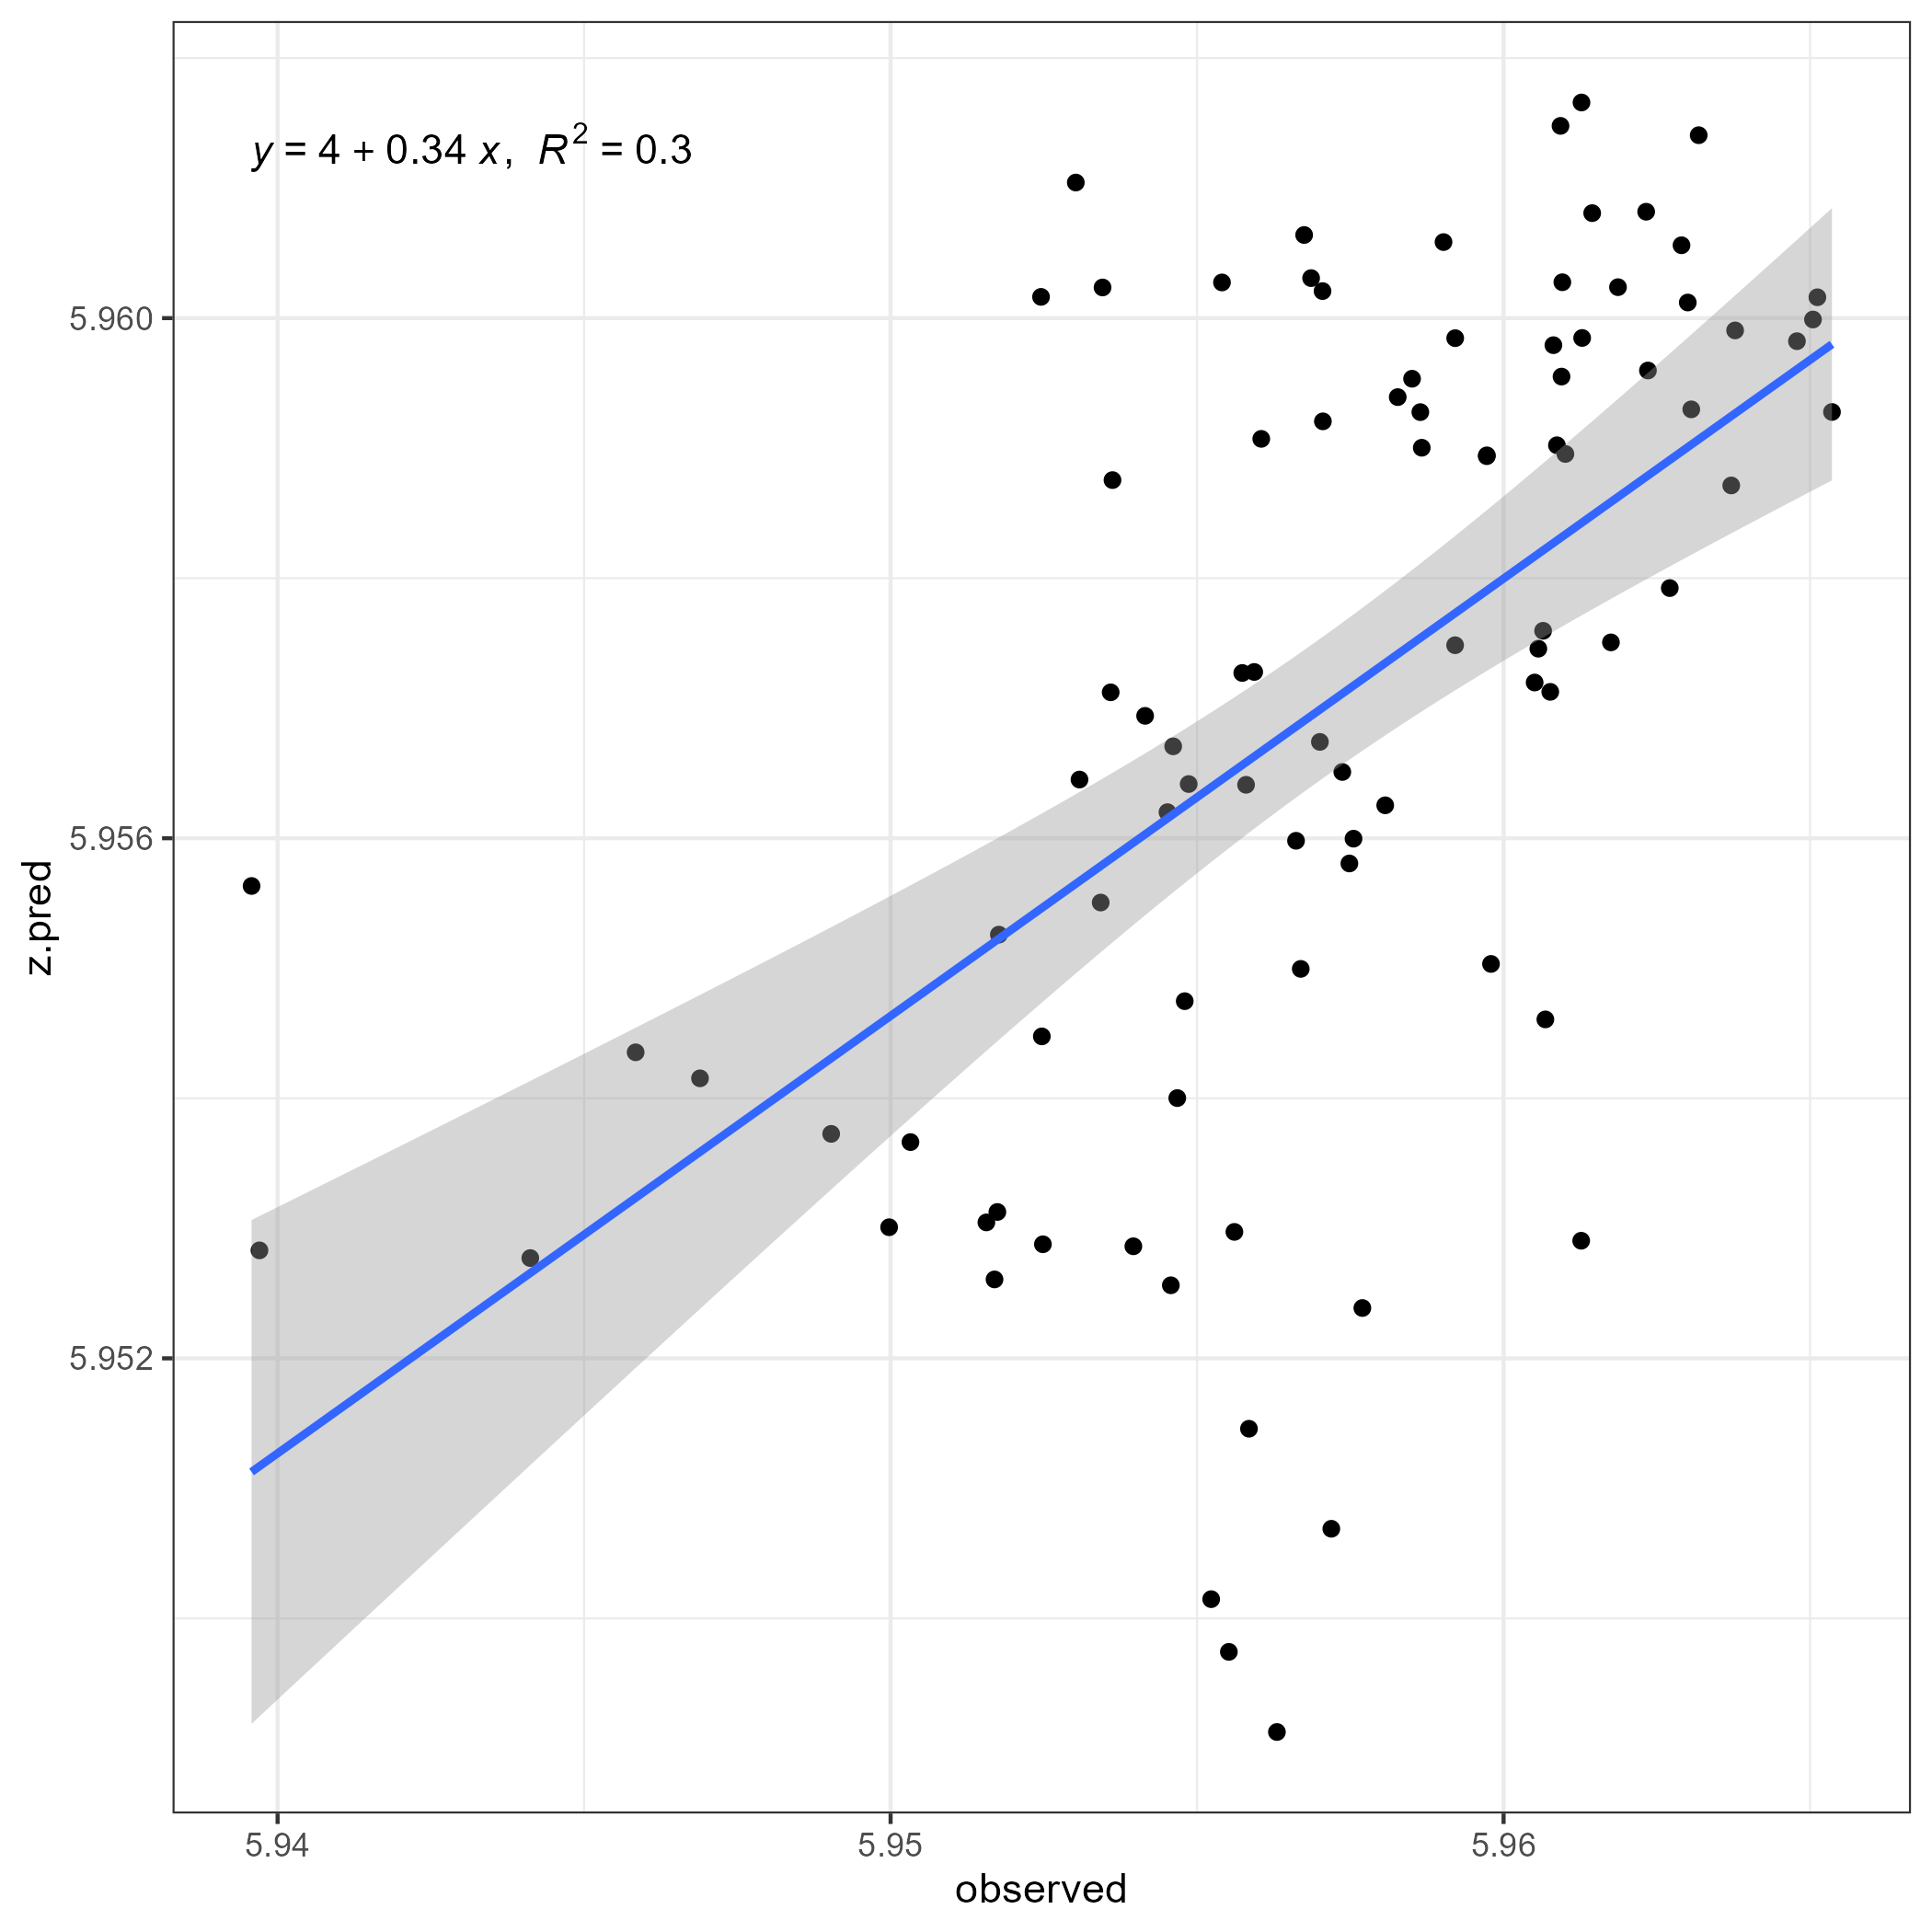 y = 4 + 0.34 x, R² = 0.3
5.960
5.956
5.952
z.pred
5.94 5.95 5.96
observed